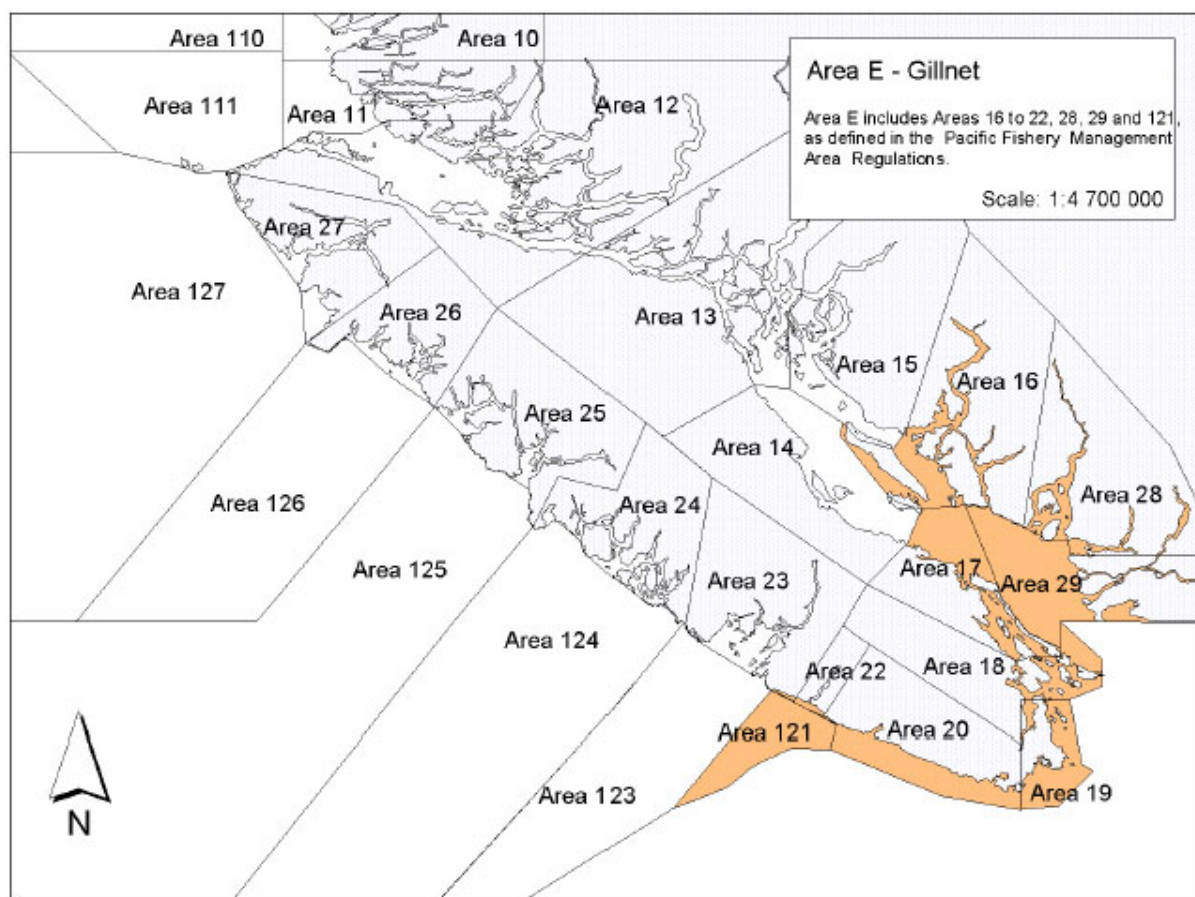 Area 110
Area 10
Area E - Gillnet
Area 111
Area 11
Area 12
Area E includes Areas 16 to 22, 28, 29 and 121,
as defined in the Pacific Fishery Management
Area Regulations.
Scale: 1:4 700 000
Area 27
Area 127
Area 26
Area 13
Area 15
Area 16
Area 25
Area 14
Area 28
Area 126
Area 24
Area 125
Area 23
Area 17
Area 29
Area 124
Area 22
Area 18
Area 121
Area 20
Area 123
Area 19
N